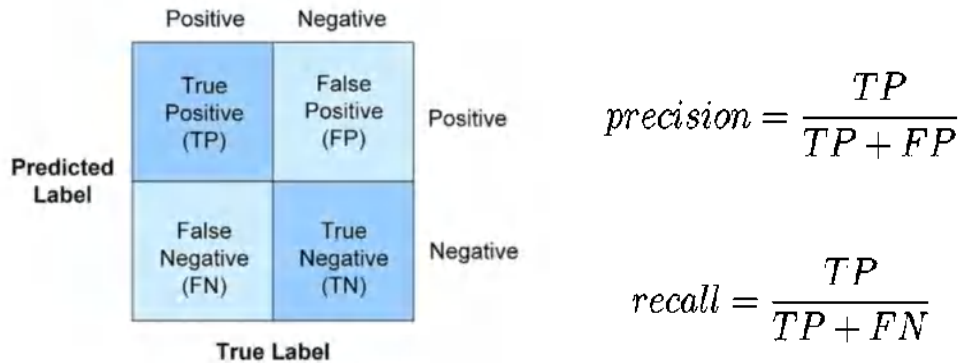 Positive Negative
True
Positive
(TP)
False
Positive
(FP)
Positive
Predicted
Label
False
Negative
(FN)
True
Negative
(TN)
Negative
True Label
precision = TP / TP + FP
recall = TP / TP + FN